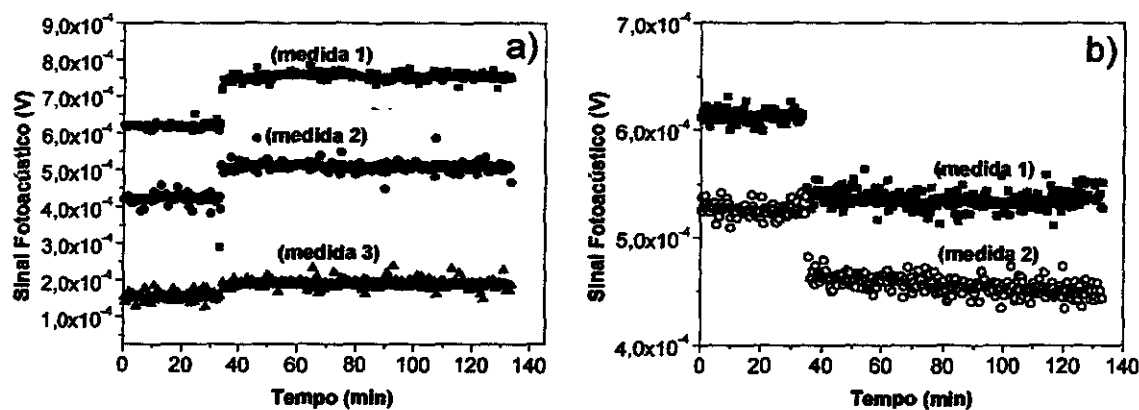 a)
Sinal Fotoacústico (V)
9,0x10⁻⁴
8,0x10⁻⁴
7,0x10⁻⁴
6,0x10⁻⁴
5,0x10⁻⁴
4,0x10⁻⁴
3,0x10⁻⁴
2,0x10⁻⁴
1,0x10⁻⁴
(medida 1)
(medida 2)
(medida 3)
0 20 40 60 80 100 120 140
Tempo (min)
b)
Sinal Fotoacústico (V)
7,0x10⁻⁴
6,0x10⁻⁴
5,0x10⁻⁴
4,0x10⁻⁴
(medida 1)
(medida 2)
0 20 40 60 80 100 120 140
Tempo (min)